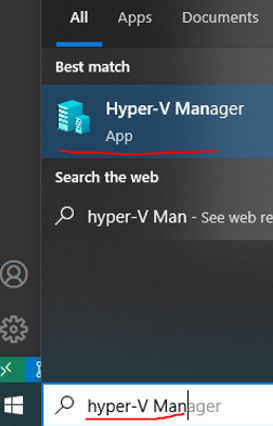 All Apps Documents
Best match
Hyper-V Manager
App
Search the web
hyper-V Man - See web re
hyper-V Manager